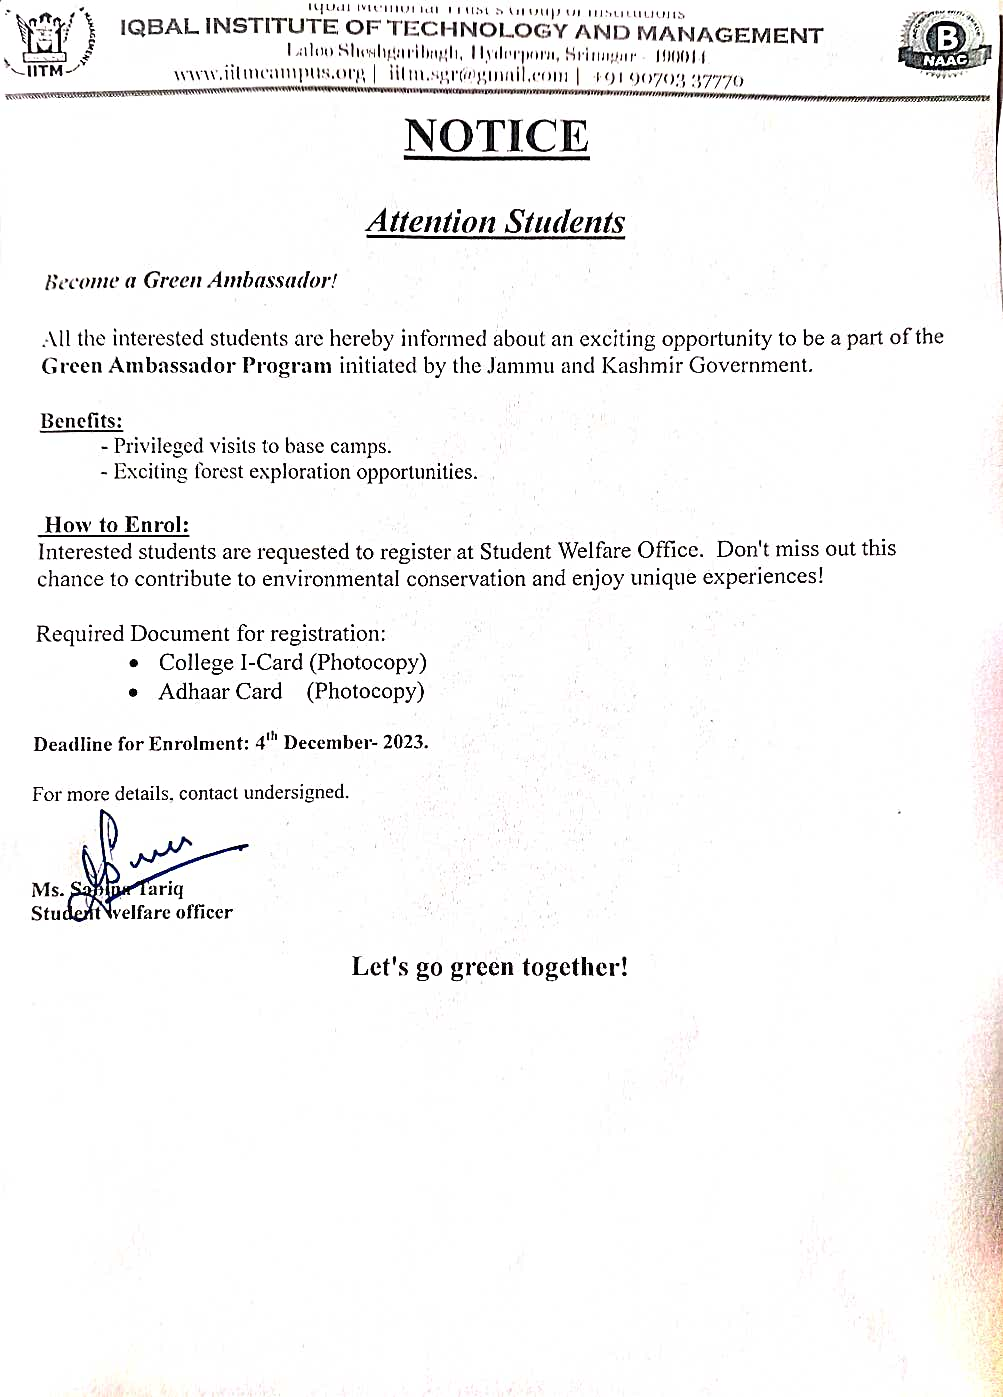 Iqbal Memorial Trust's Group of Institutions
IQBAL INSTITUTE OF TECHNOLOGY AND MANAGEMENT
Laloo Sheshgaribagh, Hyderpora, Srinagar - 190014
www.iitmcampus.org | iitm.sgr@gmail.com | +91 90703 37770
IITM
B
NAAC
NOTICE
Attention Students
Become a Green Ambassador!
All the interested students are hereby informed about an exciting opportunity to be a part of the
Green Ambassador Program initiated by the Jammu and Kashmir Government.
Benefits:
- Privileged visits to base camps.
- Exciting forest exploration opportunities.
How to Enrol:
Interested students are requested to register at Student Welfare Office. Don't miss out this
chance to contribute to environmental conservation and enjoy unique experiences!
Required Document for registration:
• College I-Card (Photocopy)
• Adhaar Card (Photocopy)
Deadline for Enrolment: 4th December- 2023.
For more details, contact undersigned.
Ms. Tariq
Student welfare officer
Let's go green together!